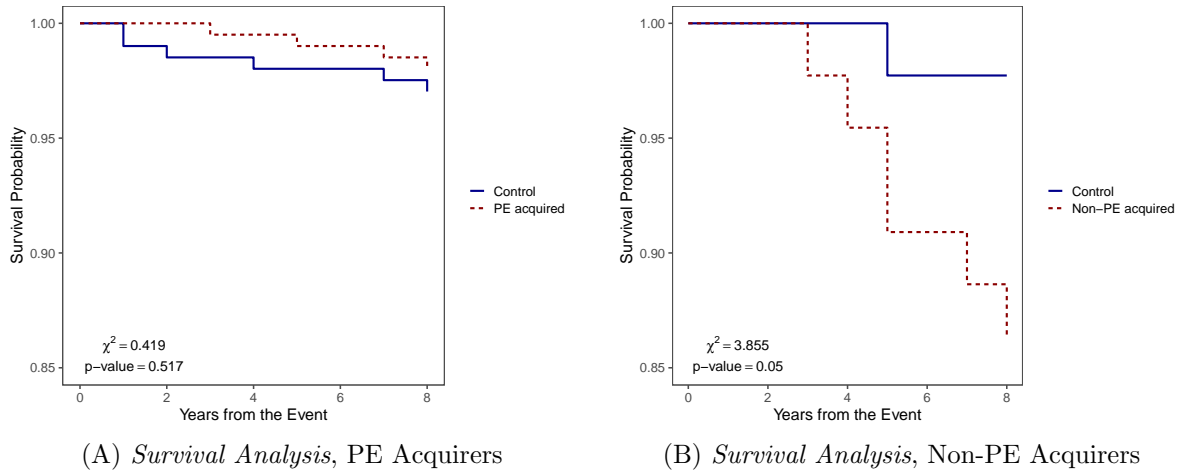 1.00
0.95
0.90
0.85
Survival Probability
χ² = 0.419
p−value = 0.517
0 2 4 6 8
Years from the Event
Control
PE acquired
(A) Survival Analysis, PE Acquirers
1.00
0.95
0.90
0.85
Survival Probability
χ² = 3.855
p−value = 0.05
0 2 4 6 8
Years from the Event
Control
Non−PE acquired
(B) Survival Analysis, Non-PE Acquirers